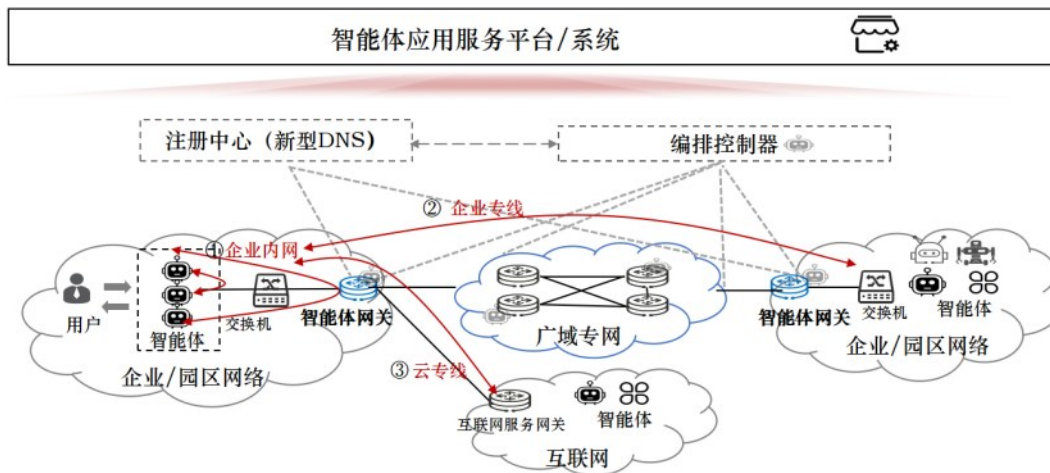 智能体应用服务平台/系统
注册中心（新型DNS）
编排控制器
② 企业专线
①企业内网
用户
智能体
交换机
智能体网关
企业/园区网络
广域专网
智能体网关
交换机
智能体
企业/园区网络
③ 云专线
互联网服务网关
智能体
互联网